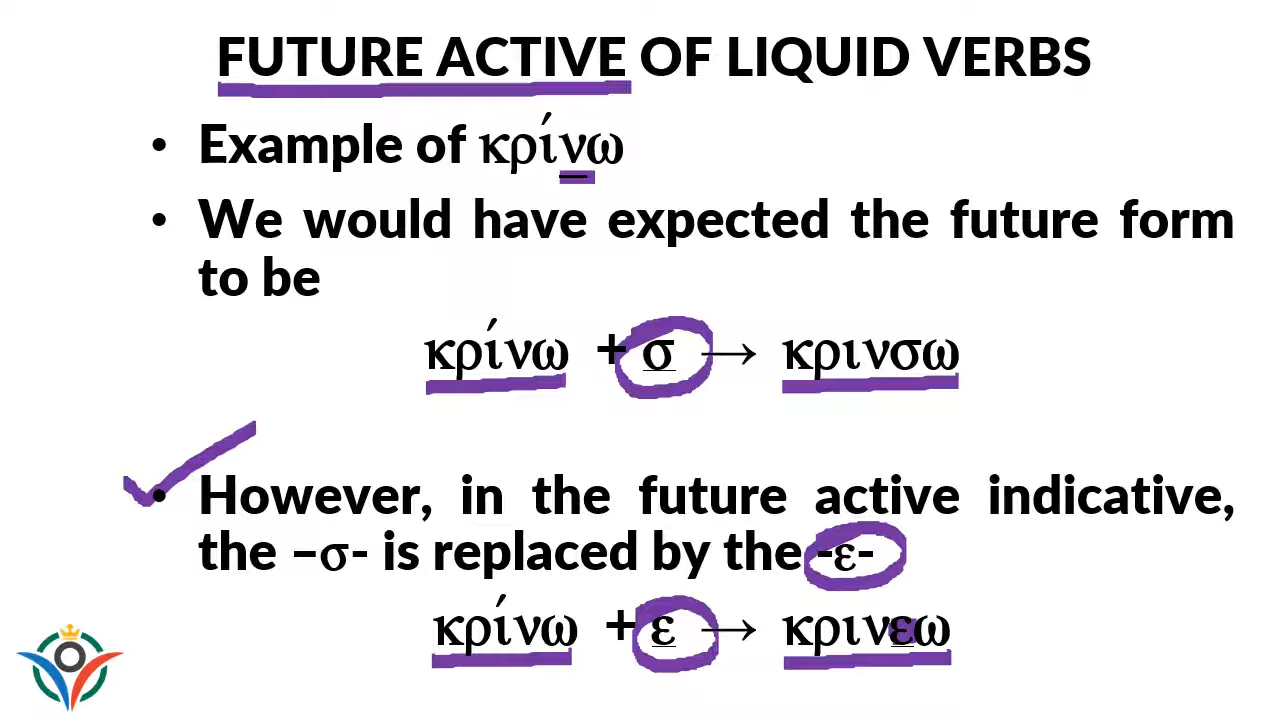 FUTURE ACTIVE OF LIQUID VERBS
• Example of κρίνω
• We would have expected the future form
to be
κρίνω + σ → κρινσω
• However, in the future active indicative,
the –σ- is replaced by the -ε-
κρίνω + ε → κρινεω